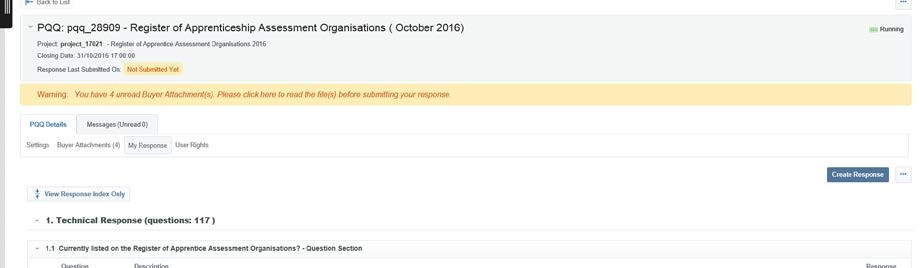 Back to List
PQQ: pqq_28909 - Register of Apprenticeship Assessment Organisations ( October 2016)
Running
Project: project_17021 - Register of Apprentice Assessment Organisations 2016
Closing Date: 31/10/2016 17:00:00
Response Last Submitted On: Not Submitted Yet
Warning: You have 4 unread Buyer Attachment(s). Please click here to read the file(s) before submitting your response.
PQQ Details Messages (Unread 0)
Settings Buyer Attachments (4) My Response User Rights
Create Response
View Response Index Only
1. Technical Response (questions: 117 )
1.1 Currently listed on the Register of Apprentice Assessment Organisations? - Question Section
Question Description Response